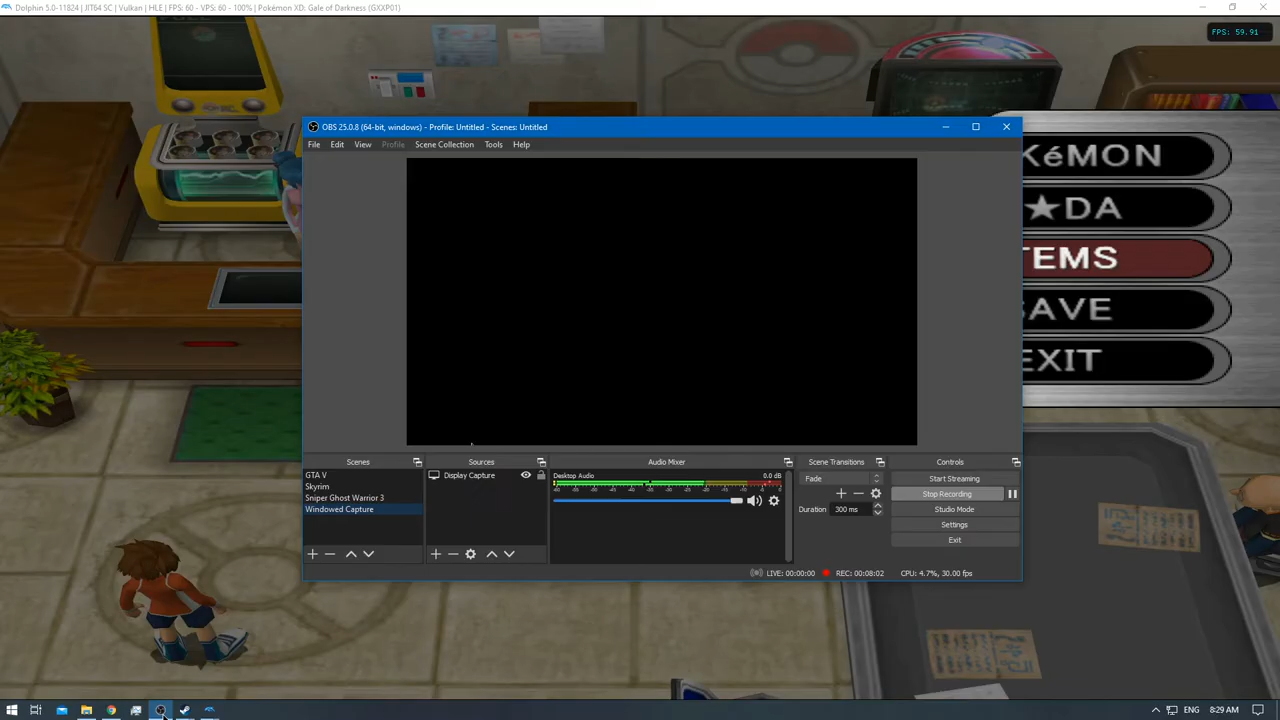 Dolphin 5.0-11824 | JIT64 SC | Vulkan | HLE | FPS: 60 - VPS: 60 - 100% | Pokémon XD: Gale of Darkness (GXXP01)
FPS: 59.91
OBS 25.0.8 (64-bit, windows) - Profile: Untitled - Scenes: Untitled
File Edit View Profile Scene Collection Tools Help
KéMON
★DA
TEMS
SAVE
EXIT
Scenes
GTA V
Skyrim
Sniper Ghost Warrior 3
Windowed Capture
Sources
Display Capture
Audio Mixer
Desktop Audio 0.0 dB
Scene Transitions
Fade
Duration 300 ms
Controls
Start Streaming
Stop Recording
Studio Mode
Settings
Exit
LIVE: 00:00:00 REC: 00:08:02 CPU: 4.7%, 30.00 fps
ENG 8:29 AM